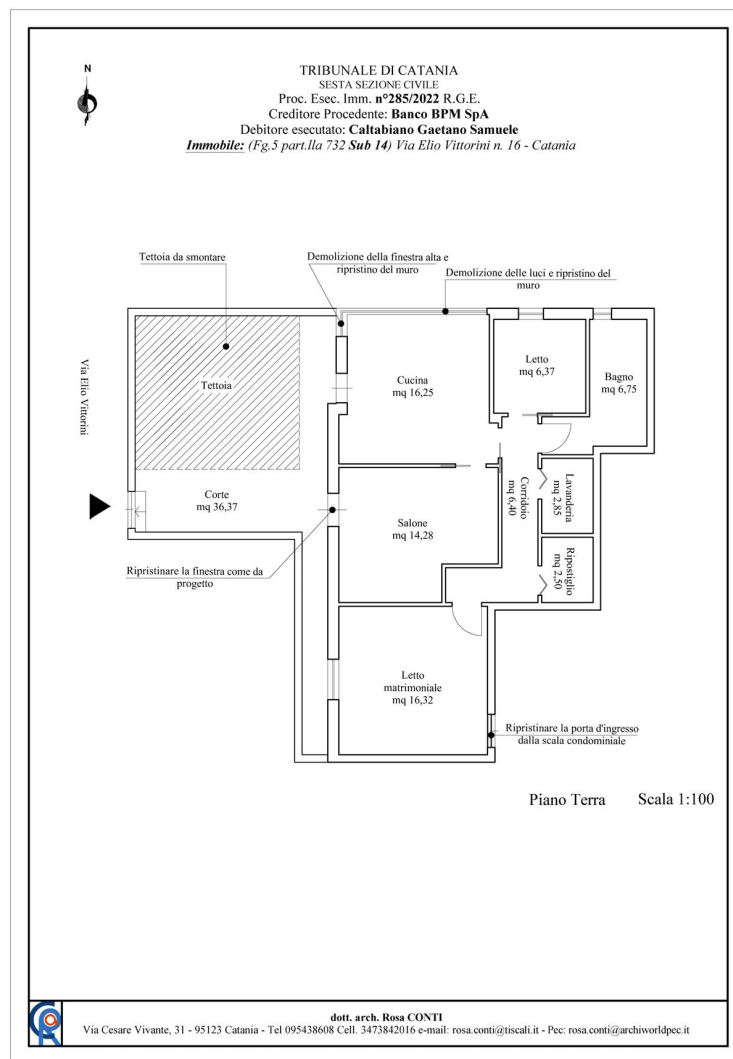 N
TRIBUNALE DI CATANIA
SESTA SEZIONE CIVILE
Proc. Esec. Imm. n°285/2022 R.G.E.
Creditore Procedente: Banco BPM SpA
Debitore esecutato: Caltabiano Gaetano Samuele
Immobile: (Fg.5 part.lla 732 Sub 14) Via Elio Vittorini n. 16 - Catania
Tettoia da smontare
Demolizione della finestra alta e
ripristino del muro
Demolizione delle luci e ripristino del
muro
Via Elio Vittorini
Tettoia
Cucina
mq 16,25
Letto
mq 6,37
Bagno
mq 6,75
Corte
mq 36,37
Salone
mq 14,28
Corridoio
mq 6,40
Lavanderia
mq 2,85
Ripostiglio
mq 2,50
Ripristinare la finestra come da
progetto
Letto
matrimoniale
mq 16,32
Ripristinare la porta d'ingresso
dalla scala condominiale
Piano Terra Scala 1:100
dott. arch. Rosa CONTI
Via Cesare Vivante, 31 - 95123 Catania - Tel 095438608 Cell. 3473842016 e-mail: rosa.conti@tiscali.it - Pec: rosa.conti@archiworldpec.it